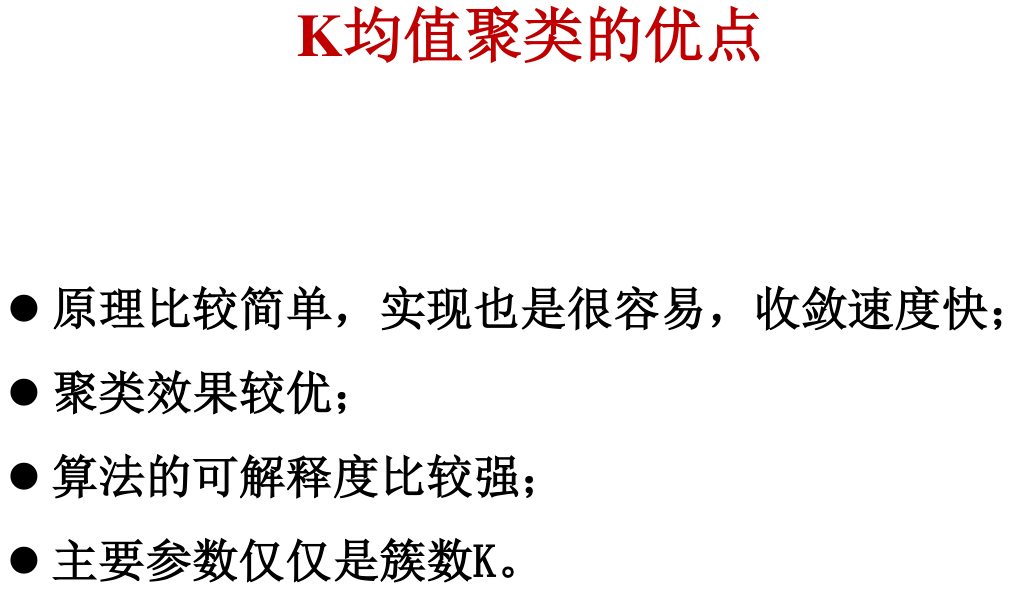 K均值聚类的优点
● 原理比较简单，实现也是很容易，收敛速度快；
● 聚类效果较优；
● 算法的可解释度比较强；
● 主要参数仅仅是簇数K。